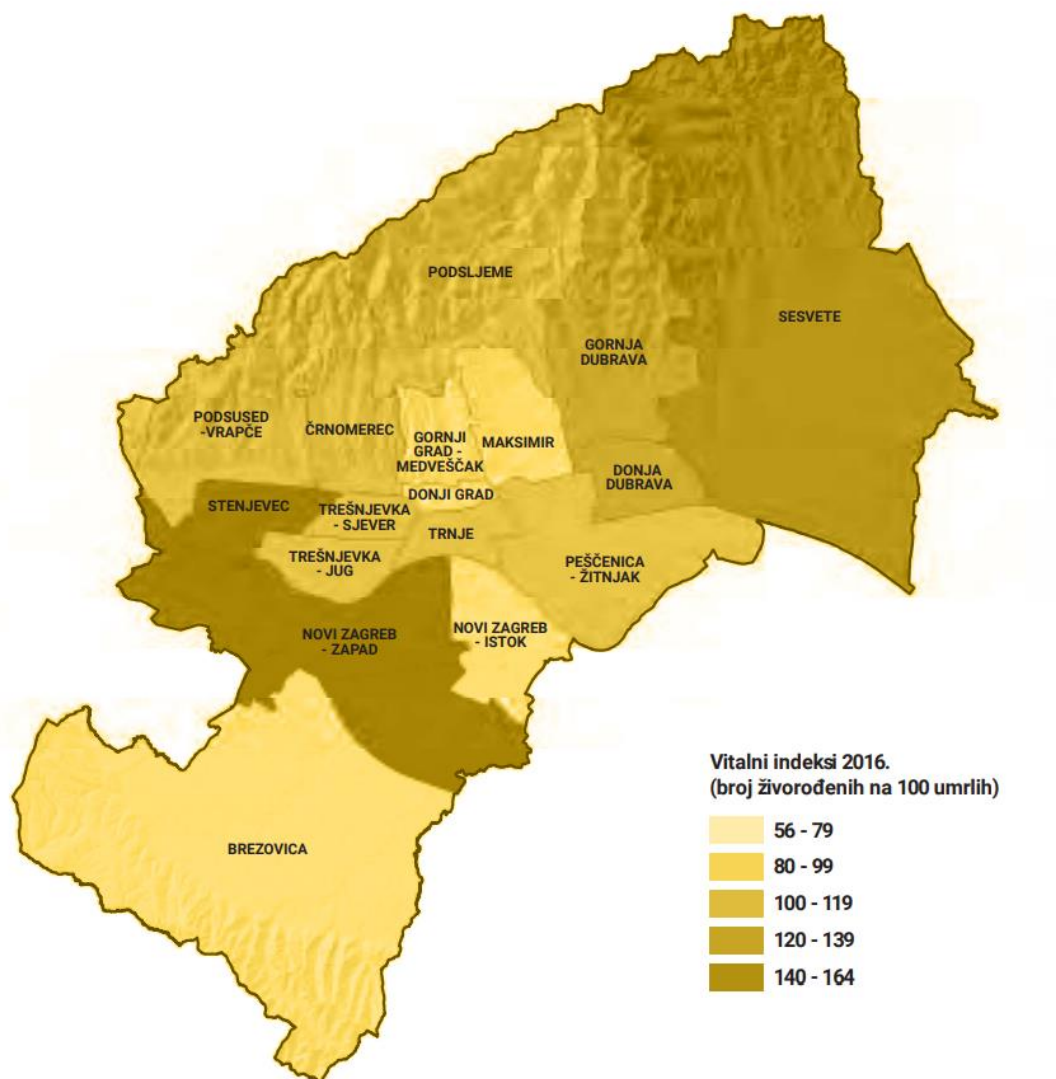 PODSLJEME
SESVETE
GORNJA
DUBRAVA
PODSUSED
-VRAPČE
ČRNOMEREC
GORNJI
GRAD -
MEDVEŠČAK
MAKSIMIR
DONJA
DUBRAVA
DONJI GRAD
STENJEVEC
TREŠNJEVKA
- SJEVER
TRNJE
TREŠNJEVKA
- JUG
PEŠČENICA
- ŽITNJAK
NOVI ZAGREB
- ZAPAD
NOVI ZAGREB
- ISTOK
BREZOVICA
Vitalni indeksi 2016.
(broj živorođenih na 100 umrlih)
56 - 79
80 - 99
100 - 119
120 - 139
140 - 164